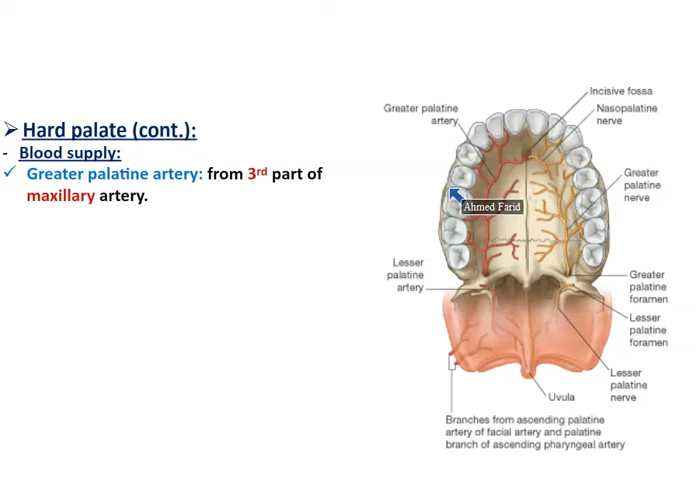 ➢ Hard palate (cont.):
- Blood supply:
✓ Greater palatine artery: from 3rd part of
maxillary artery.
Incisive fossa
Greater palatine
artery
Nasopalatine
nerve
Greater
palatine
nerve
Ahmed Farid
Lesser
palatine
artery
Greater
palatine
foramen
Lesser
palatine
foramen
Lesser
palatine
nerve
Uvula
Branches from ascending palatine
artery of facial artery and palatine
branch of ascending pharyngeal artery